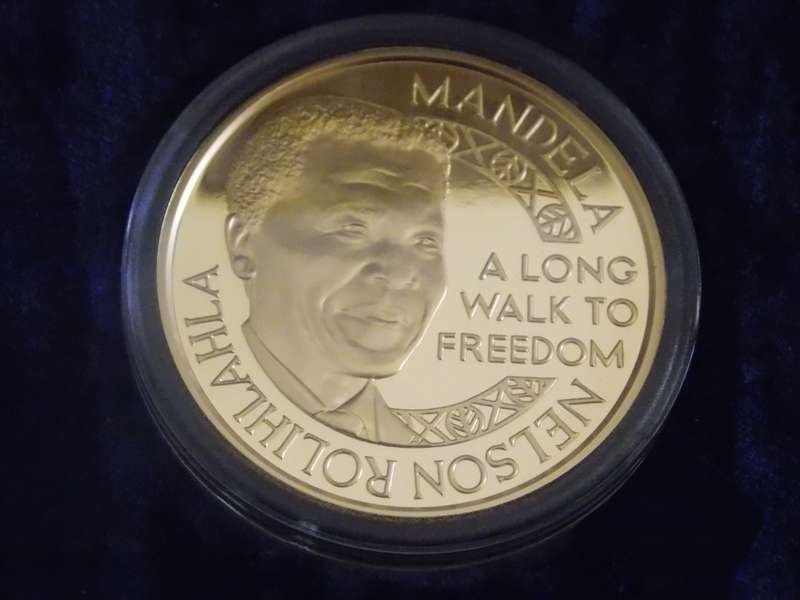 MANDELA
A LONG
WALK TO
FREEDOM
NELSON ROLIHLAHLA